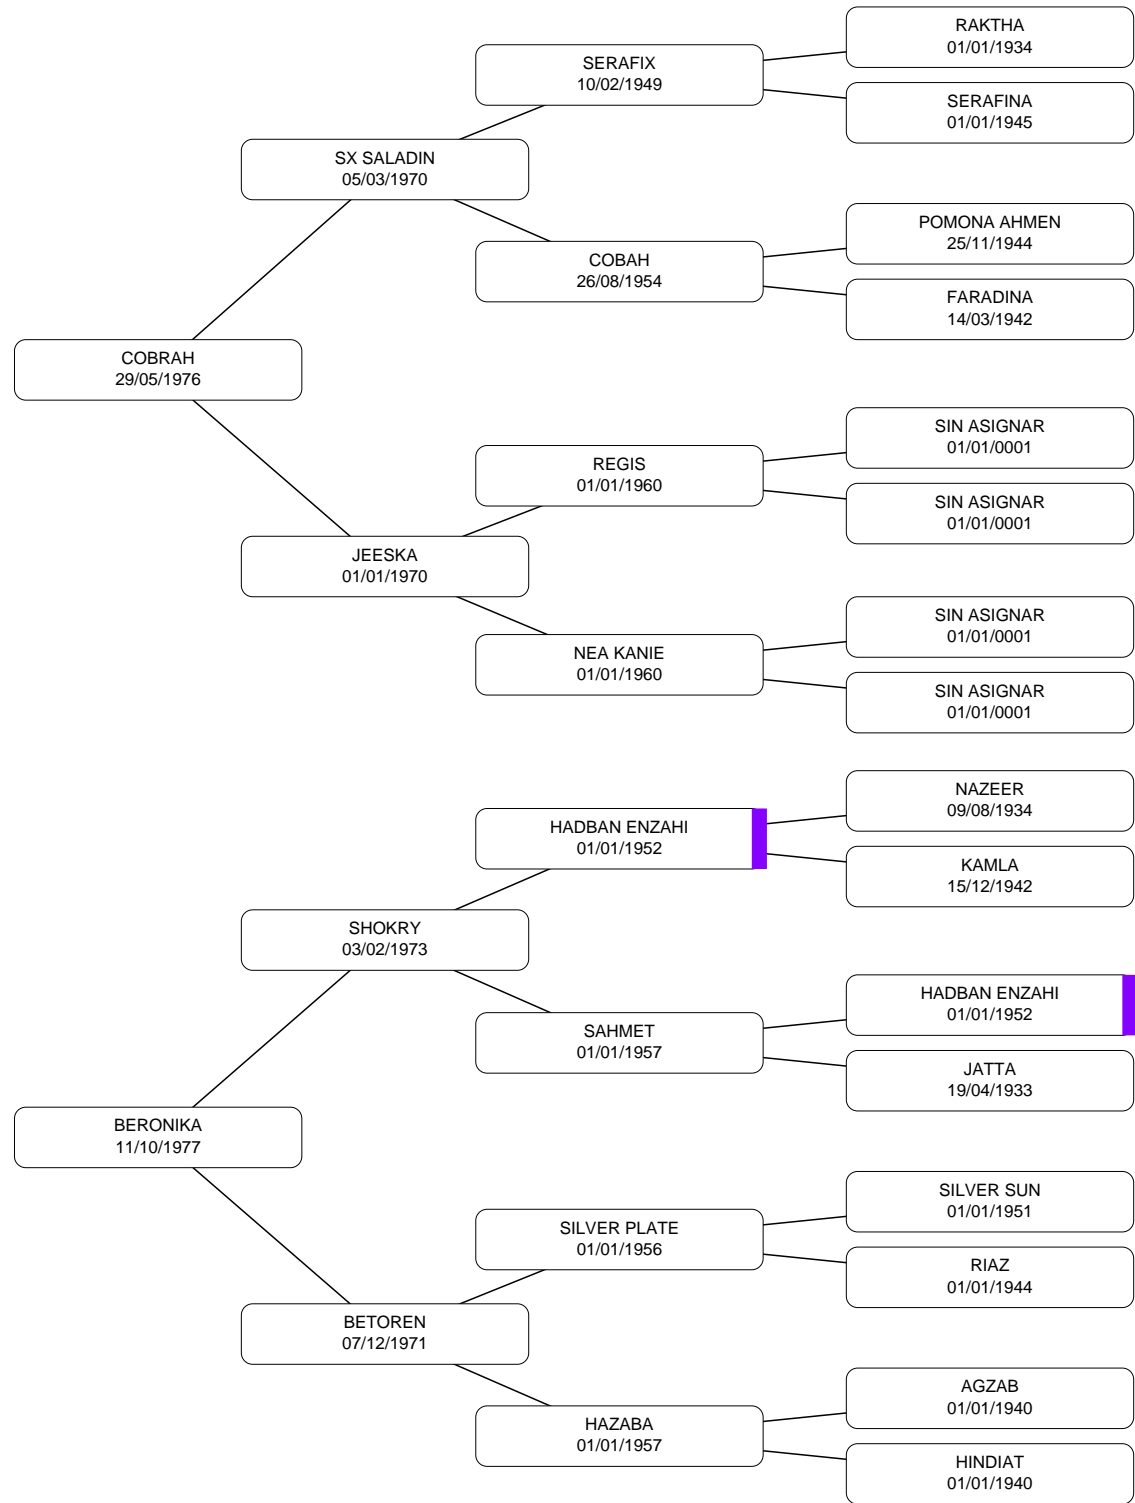 RAKTHA
01/01/1934
SERAFIX
10/02/1949
SERAFINA
01/01/1945
SX SALADIN
05/03/1970
POMONA AHMEN
25/11/1944
COBAH
26/08/1954
FARADINA
14/03/1942
COBRAH
29/05/1976
SIN ASIGNAR
01/01/0001
REGIS
01/01/1960
SIN ASIGNAR
01/01/0001
JEESKA
01/01/1970
SIN ASIGNAR
01/01/0001
NEA KANIE
01/01/1960
SIN ASIGNAR
01/01/0001
NAZEER
09/08/1934
HADBAN ENZAHI
01/01/1952
KAMLA
15/12/1942
SHOKRY
03/02/1973
HADBAN ENZAHI
01/01/1952
SAHMET
01/01/1957
JATTA
19/04/1933
BERONIKA
11/10/1977
SILVER SUN
01/01/1951
SILVER PLATE
01/01/1956
RIAZ
01/01/1944
BETOREN
07/12/1971
AGZAB
01/01/1940
HAZABA
01/01/1957
HINDIAT
01/01/1940